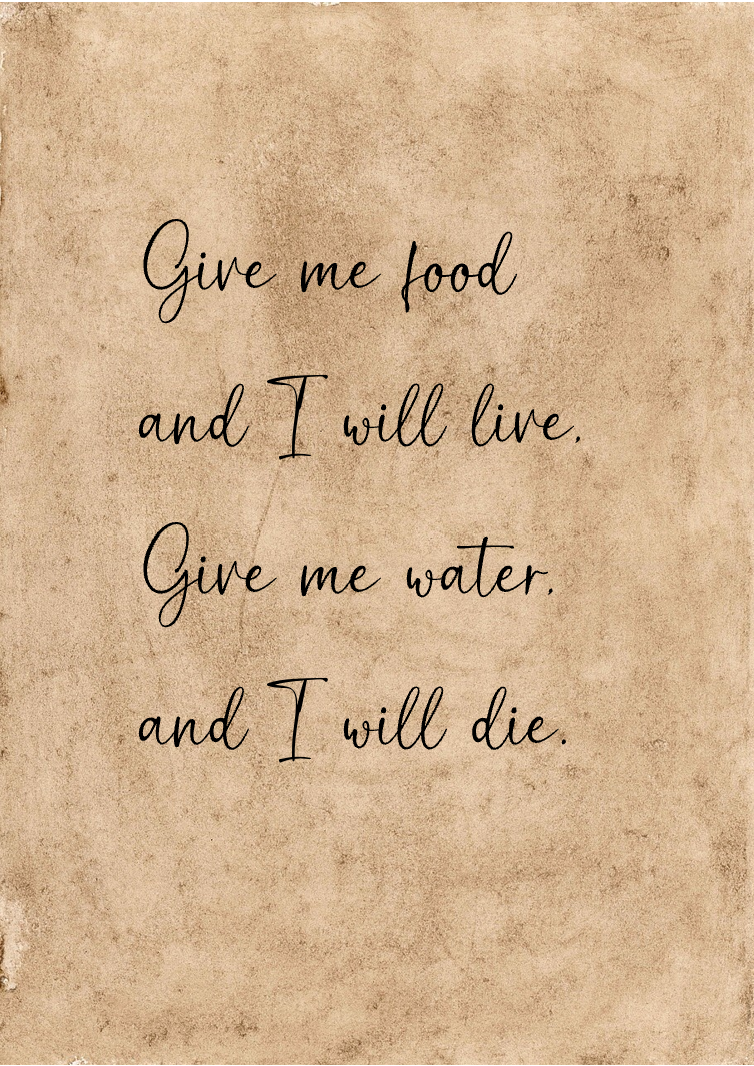 Give me food
and I will live.
Give me water,
and I will die.